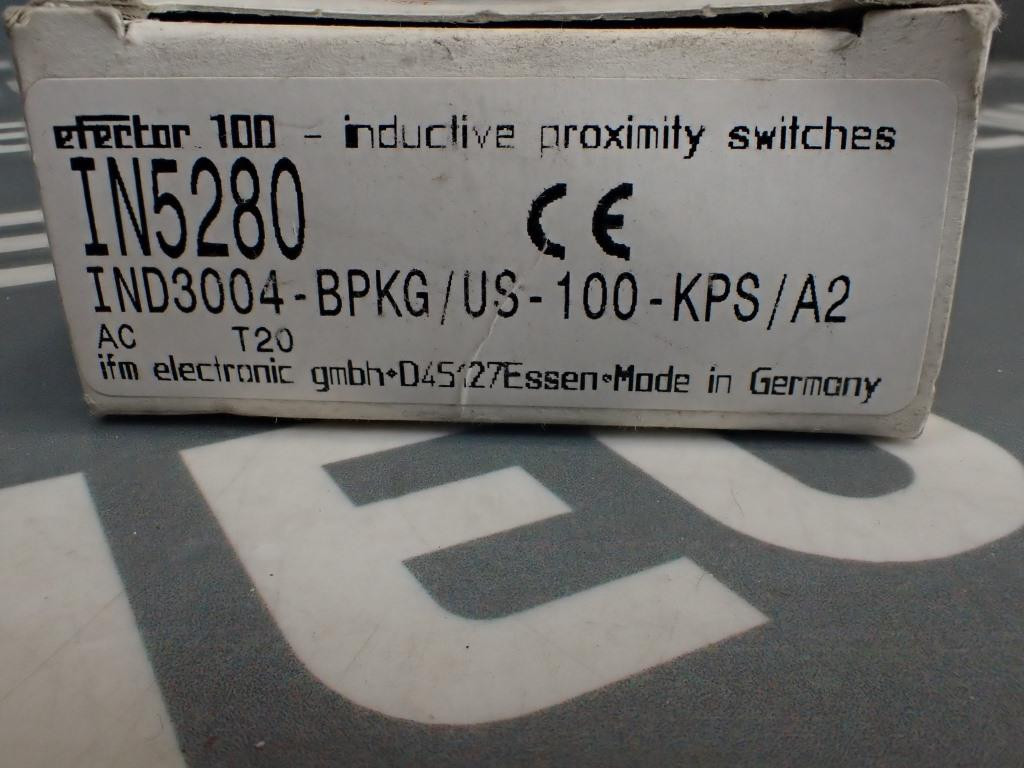 efector 100 - inductive proximity switches
IN5280 CE
IND3004-BPKG/US-100-KPS/A2
AC T20
ifm electronic gmbh•D45127Essen•Made in Germany